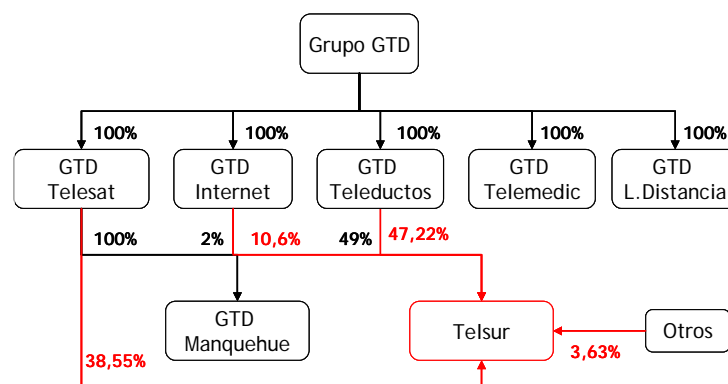 Grupo GTD
100% 100% 100% 100% 100%
GTD
Telesat
GTD
Internet
GTD
Teleductos
GTD
Telemedic
GTD
L.Distancia
100% 2% 10,6% 49% 47,22%
GTD
Manquehue
Telsur
Otros
38,55%
3,63%